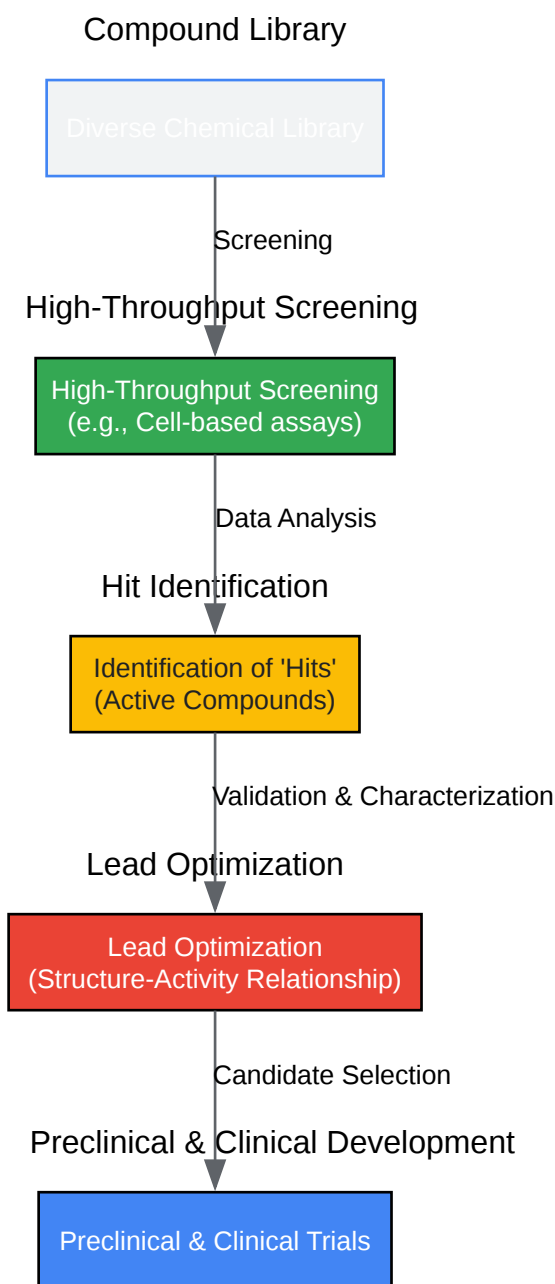 Compound Library
Diverse Chemical Library
Screening
High-Throughput Screening
High-Throughput Screening
(e.g., Cell-based assays)
Data Analysis
Hit Identification
Identification of 'Hits'
(Active Compounds)
Validation & Characterization
Lead Optimization
Lead Optimization
(Structure-Activity Relationship)
Candidate Selection
Preclinical & Clinical Development
Preclinical & Clinical Trials